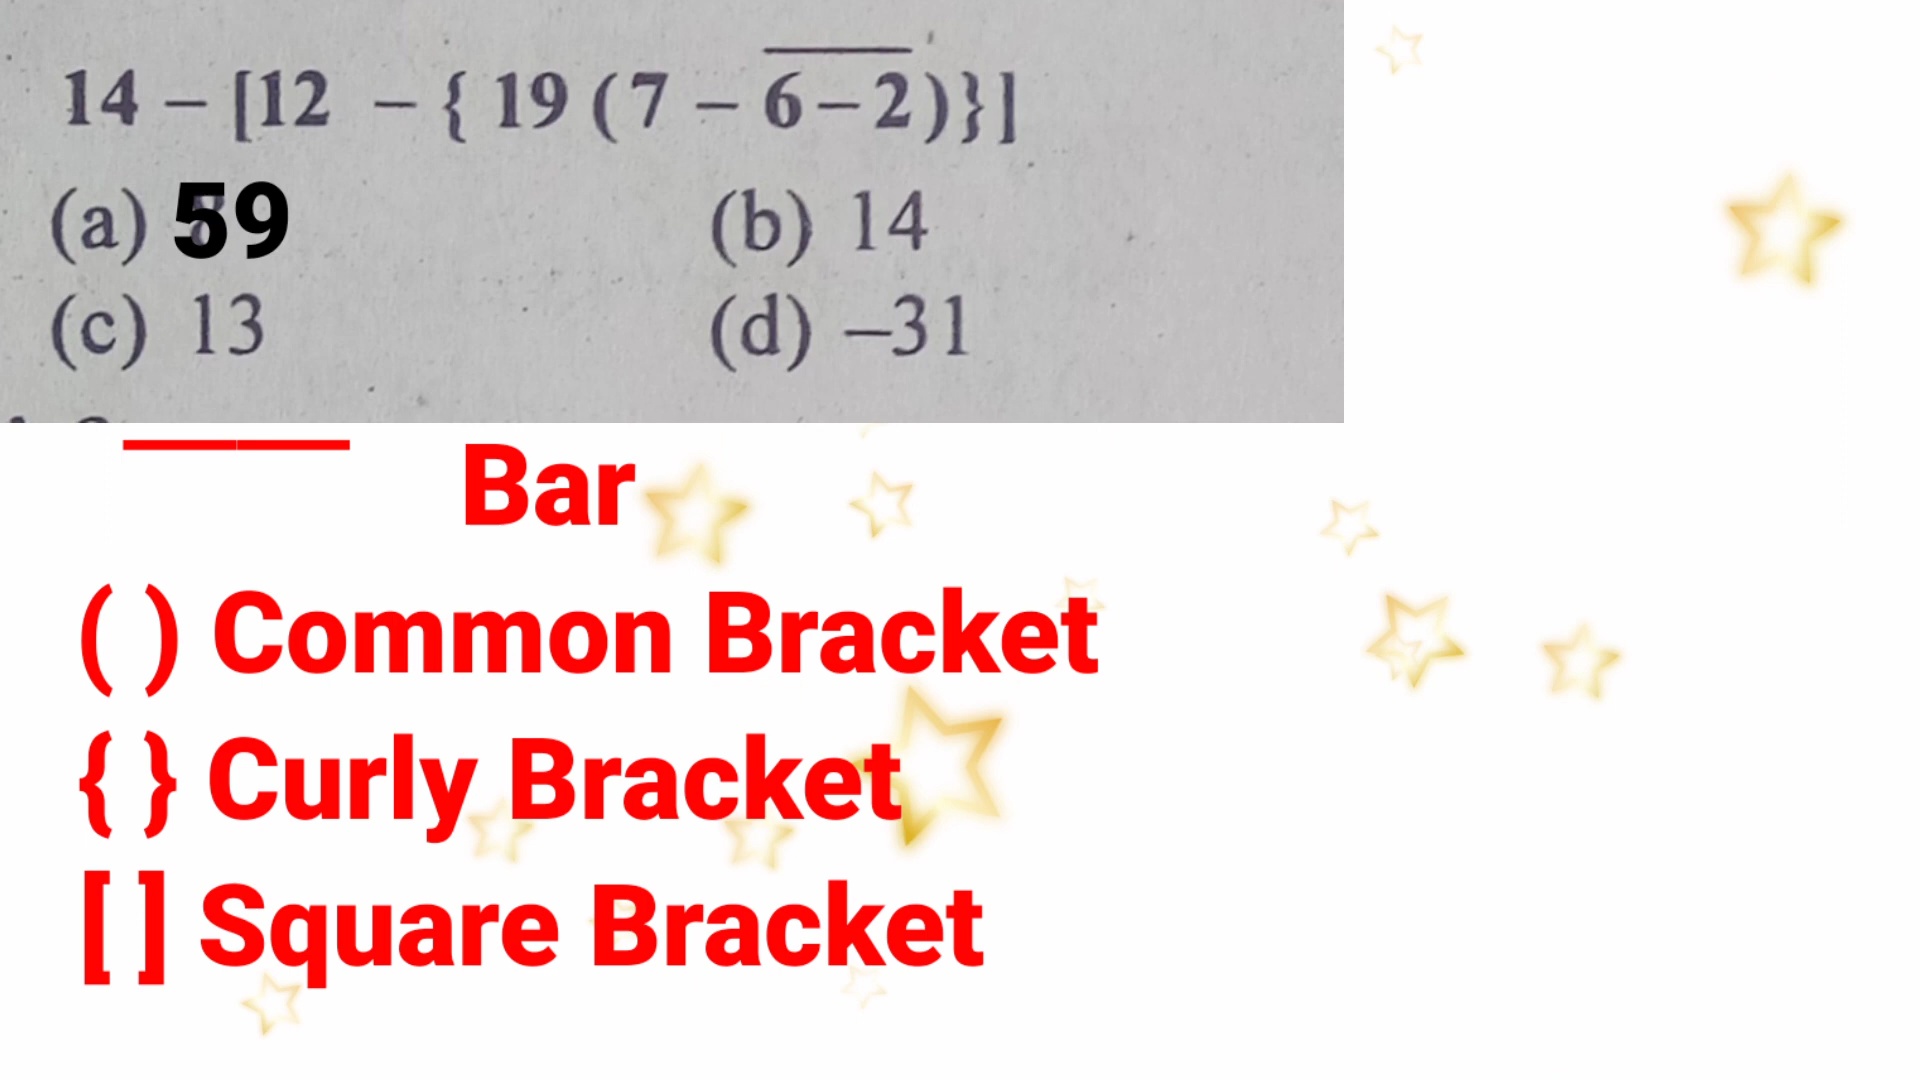 14 – [12 – { 19 (7 – 6–2)}]
(a) 59 (b) 14
(c) 13 (d) –31
Bar
( ) Common Bracket
{ } Curly Bracket
[ ] Square Bracket